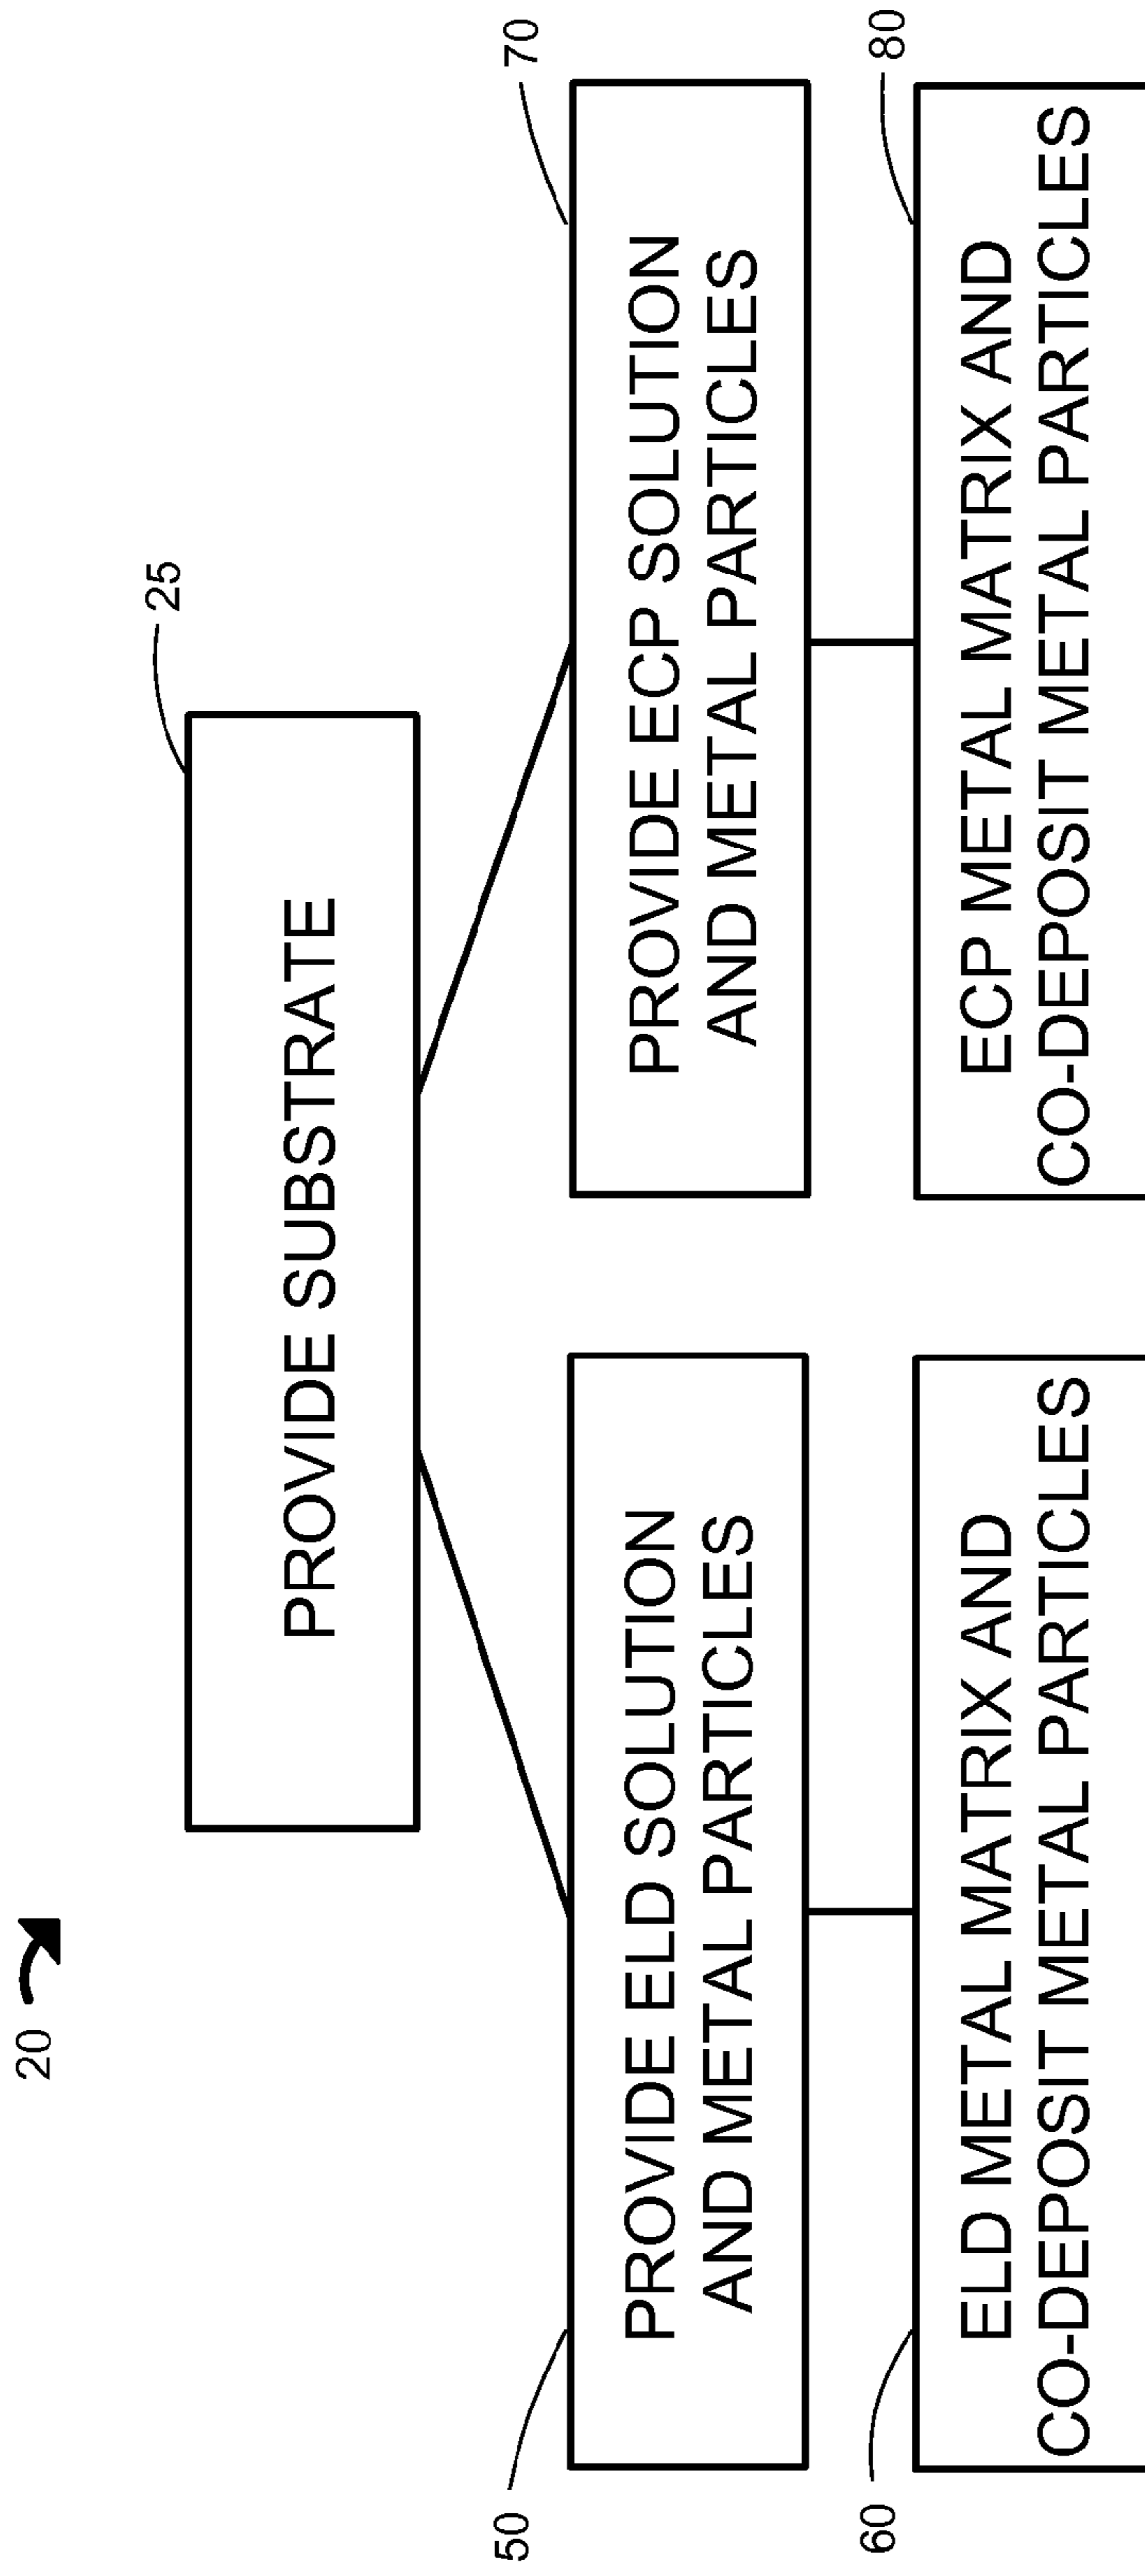 20
25
PROVIDE SUBSTRATE
50
PROVIDE ELD SOLUTION
AND METAL PARTICLES
70
PROVIDE ECP SOLUTION
AND METAL PARTICLES
60
ELD METAL MATRIX AND
CO-DEPOSIT METAL PARTICLES
80
ECP METAL MATRIX AND
CO-DEPOSIT METAL PARTICLES